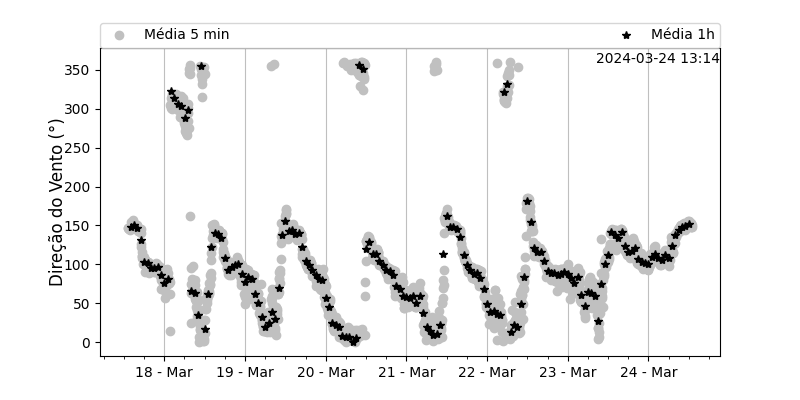 Média 5 min
Média 1h
2024-03-24 13:14
Direção do Vento (°)
350
300
250
200
150
100
50
0
18 - Mar
19 - Mar
20 - Mar
21 - Mar
22 - Mar
23 - Mar
24 - Mar